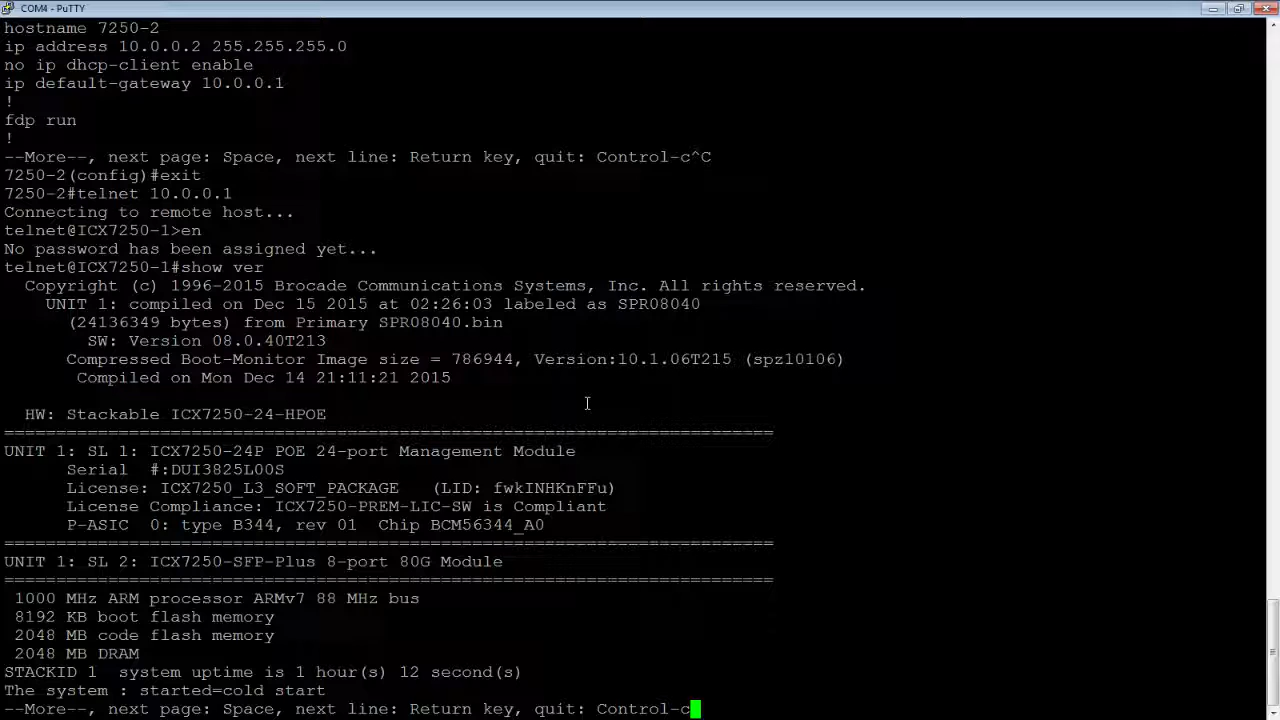 COM4 - PuTTY
hostname 7250-2
ip address 10.0.0.2 255.255.255.0
no ip dhcp-client enable
ip default-gateway 10.0.0.1
!
fdp run
!
--More--, next page: Space, next line: Return key, quit: Control-c^C
7250-2(config)#exit
7250-2#telnet 10.0.0.1
Connecting to remote host...
telnet@ICX7250-1>en
No password has been assigned yet...
telnet@ICX7250-1#show ver
  Copyright (c) 1996-2015 Brocade Communications Systems, Inc. All rights reserved.
    UNIT 1: compiled on Dec 15 2015 at 02:26:03 labeled as SPR08040
      (24136349 bytes) from Primary SPR08040.bin
        SW: Version 08.0.40T213
      Compressed Boot-Monitor Image size = 786944, Version:10.1.06T215 (spz10106)
       Compiled on Mon Dec 14 21:11:21 2015
  HW: Stackable ICX7250-24-HPOE
==========================================================================
UNIT 1: SL 1: ICX7250-24P POE 24-port Management Module
      Serial  #:DUI3825L00S
      License: ICX7250_L3_SOFT_PACKAGE   (LID: fwkINHKnFFu)
      License Compliance: ICX7250-PREM-LIC-SW is Compliant
      P-ASIC  0: type B344, rev 01  Chip BCM56344_A0
==========================================================================
UNIT 1: SL 2: ICX7250-SFP-Plus 8-port 80G Module
==========================================================================
 1000 MHz ARM processor ARMv7 88 MHz bus
 8192 KB boot flash memory
 2048 MB code flash memory
 2048 MB DRAM
STACKID 1  system uptime is 1 hour(s) 12 second(s)
The system : started=cold start
--More--, next page: Space, next line: Return key, quit: Control-c